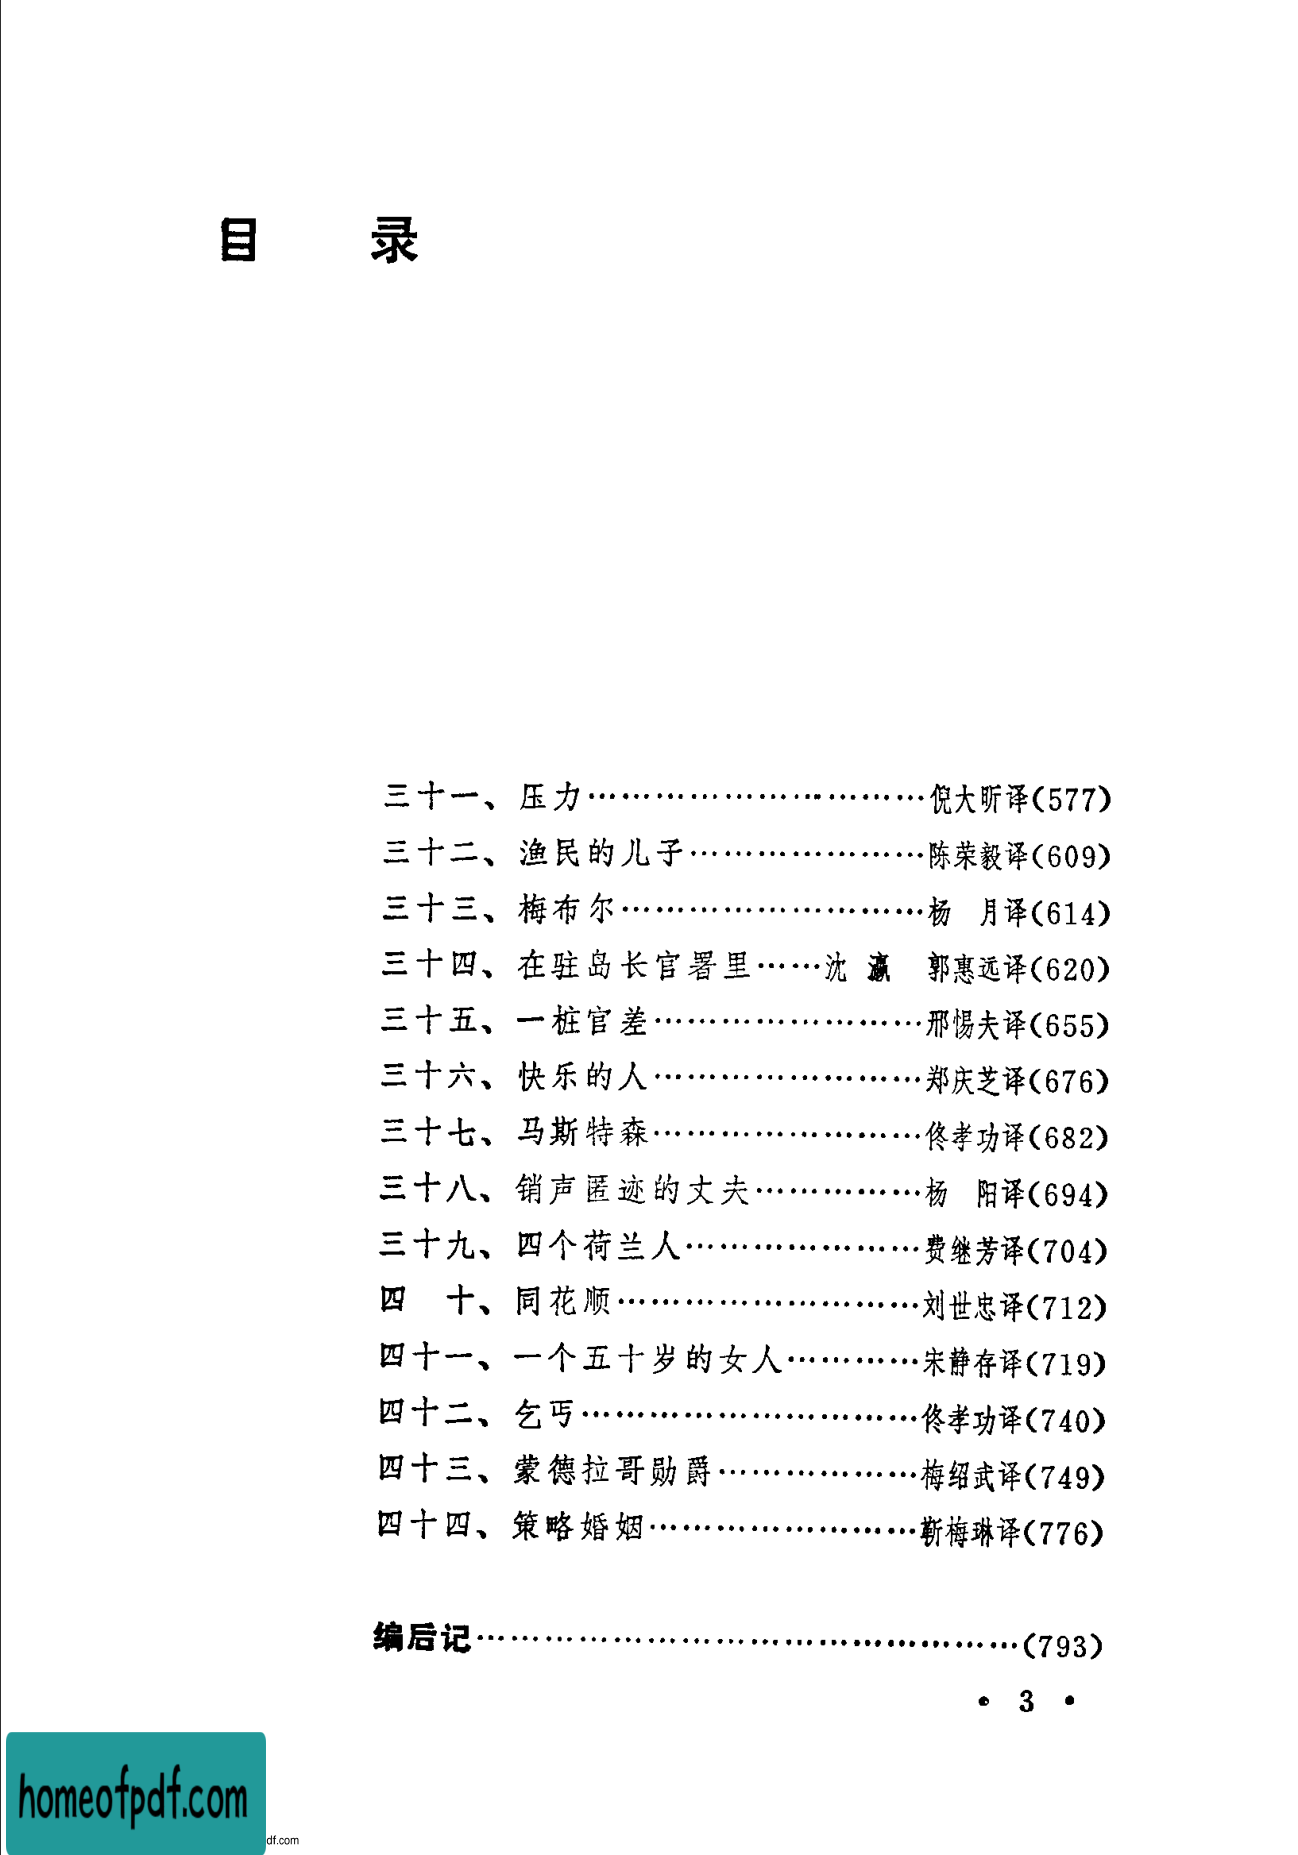 目 录
三十一、压力……………………………倪大昕译(577)
三十二、渔民的儿子…………………陈荣毅译(609)
三十三、梅布尔………………………杨 月译(614)
三十四、在驻岛长官署里……沈 瀛 郭惠远译(620)
三十五、一桩官差……………………邢惕夫译(655)
三十六、快乐的人……………………郑庆芝译(676)
三十七、马斯特森……………………佟孝功译(682)
三十八、销声匿迹的丈夫……………杨 阳译(694)
三十九、四个荷兰人…………………费继芳译(704)
四 十、同花顺………………………刘世忠译(712)
四十一、一个五十岁的女人…………宋静存译(719)
四十二、乞丐…………………………佟孝功译(740)
四十三、蒙德拉哥勋爵………………梅绍武译(749)
四十四、策略婚姻……………………靳梅琳译(776)
编后记……………………………………………(793)
• 3 •
homeofpdf.com
df.com